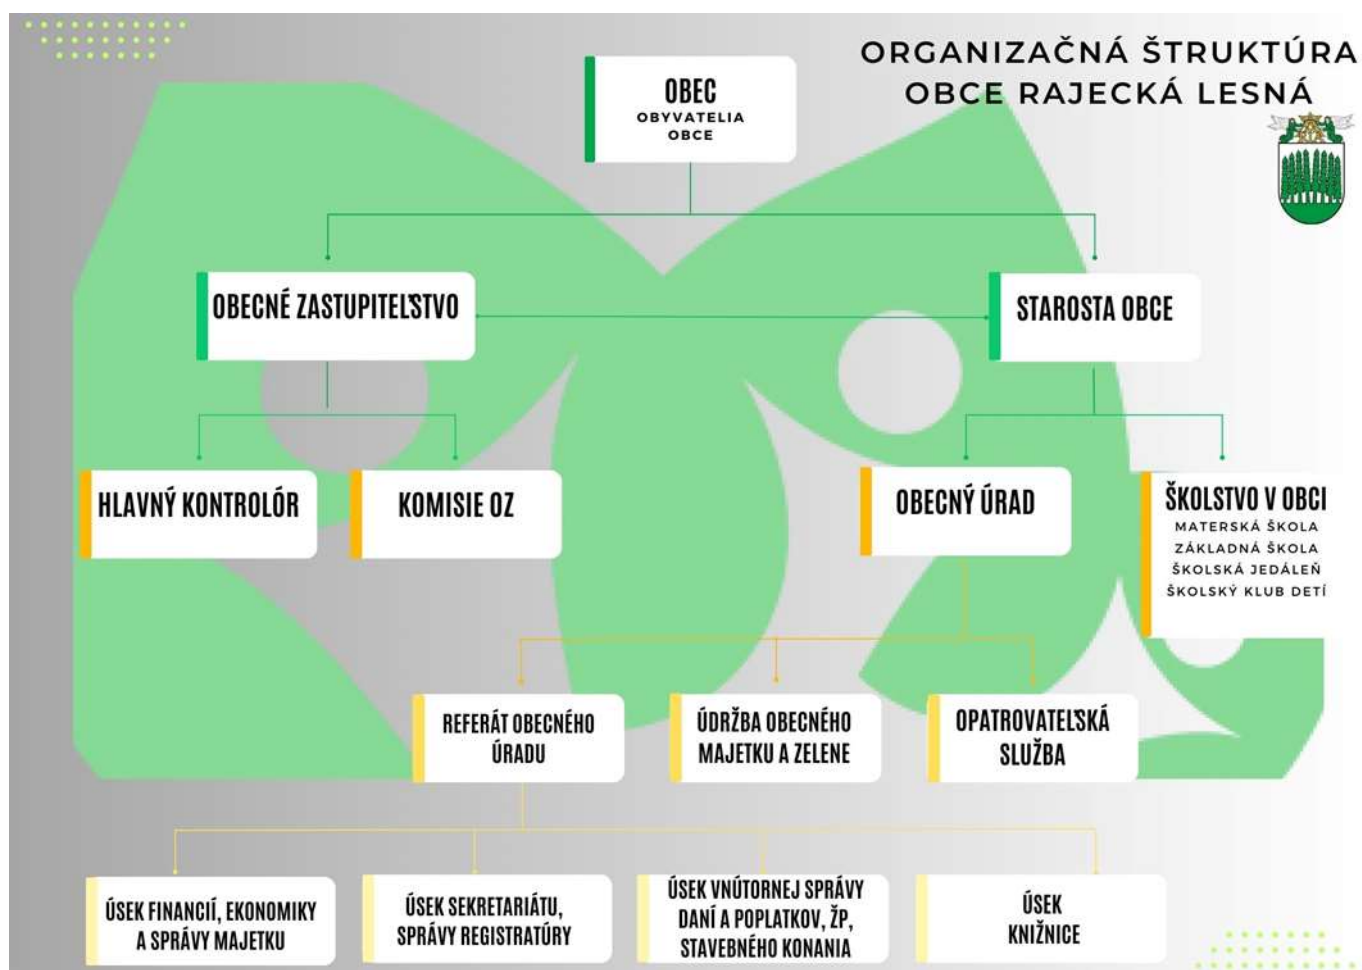 ORGANIZAČNÁ ŠTRUKTÚRA
OBCE RAJECKÁ LESNÁ
OBEC
OBYVATELIA
OBCE
OBECNÉ ZASTUPITEĽSTVO
STAROSTA OBCE
HLAVNÝ KONTROLÓR
KOMISIE OZ
OBECNÝ ÚRAD
ŠKOLSTVO V OBCI
MATERSKÁ ŠKOLA
ZÁKLADNÁ ŠKOLA
ŠKOLSKÁ JEDÁLEŇ
ŠKOLSKÝ KLUB DETÍ
REFERÁT OBECNÉHO
ÚRADU
ÚDRŽBA OBECNÉHO
MAJETKU A ZELENE
OPATROVATEĽSKÁ
SLUŽBA
ÚSEK FINANCIÍ, EKONOMIKY
A SPRÁVY MAJETKU
ÚSEK SEKRETARIÁTU,
SPRÁVY REGISTRATÚRY
ÚSEK VNÚTORNEJ SPRÁVY
DANÍ A POPLATKOV, ŽP,
STAVEBNÉHO KONANIA
ÚSEK
KNIŽNICE